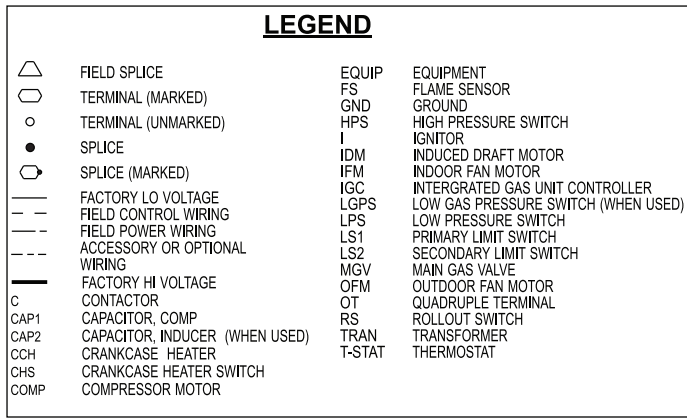 LEGEND
FIELD SPLICE
TERMINAL (MARKED)
TERMINAL (UNMARKED)
SPLICE
SPLICE (MARKED)
FACTORY LO VOLTAGE
FIELD CONTROL WIRING
FIELD POWER WIRING
ACCESSORY OR OPTIONAL
WIRING
FACTORY HI VOLTAGE
C CONTACTOR
CAP1 CAPACITOR, COMP
CAP2 CAPACITOR, INDUCER (WHEN USED)
CCH CRANKCASE HEATER
CHS CRANKCASE HEATER SWITCH
COMP COMPRESSOR MOTOR
EQUIP EQUIPMENT
FS FLAME SENSOR
GND GROUND
HPS HIGH PRESSURE SWITCH
I IGNITOR
IDM INDUCED DRAFT MOTOR
IFM INDOOR FAN MOTOR
IGC INTERGRATED GAS UNIT CONTROLLER
LGPS LOW GAS PRESSURE SWITCH (WHEN USED)
LPS LOW PRESSURE SWITCH
LS1 PRIMARY LIMIT SWITCH
LS2 SECONDARY LIMIT SWITCH
MGV MAIN GAS VALVE
OFM OUTDOOR FAN MOTOR
OT QUADRUPLE TERMINAL
RS ROLLOUT SWITCH
TRAN TRANSFORMER
T-STAT THERMOSTAT